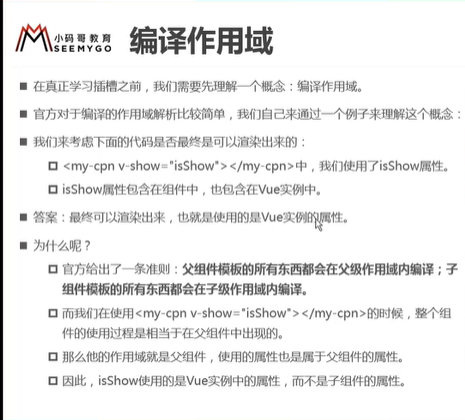 小码哥教育
SEEMYGO
编译作用域
在真正学习插槽之前，我们需要先理解一个概念：编译作用域。
官方对于编译的作用域解析比较简单，我们自己来通过一个例子来理解这个概念：
我们来考虑下面的代码是否最终是可以渲染出来的：
<my-cpn v-show="isShow"></my-cpn>中，我们使用了isShow属性。
isShow属性包含在组件中，也包含在Vue实例中。
答案：最终可以渲染出来，也就是使用的是Vue实例的属性。
为什么呢？
官方给出了一条准则：父组件模板的所有东西都会在父级作用域内编译；子
组件模板的所有东西都会在子级作用域内编译。
而我们在使用<my-cpn v-show="isShow"></my-cpn>的时候，整个组
件的使用过程是相当于在父组件中出现的。
那么他的作用域就是父组件，使用的属性也是属于父组件的属性。
因此，isShow使用的是Vue实例中的属性，而不是子组件的属性。